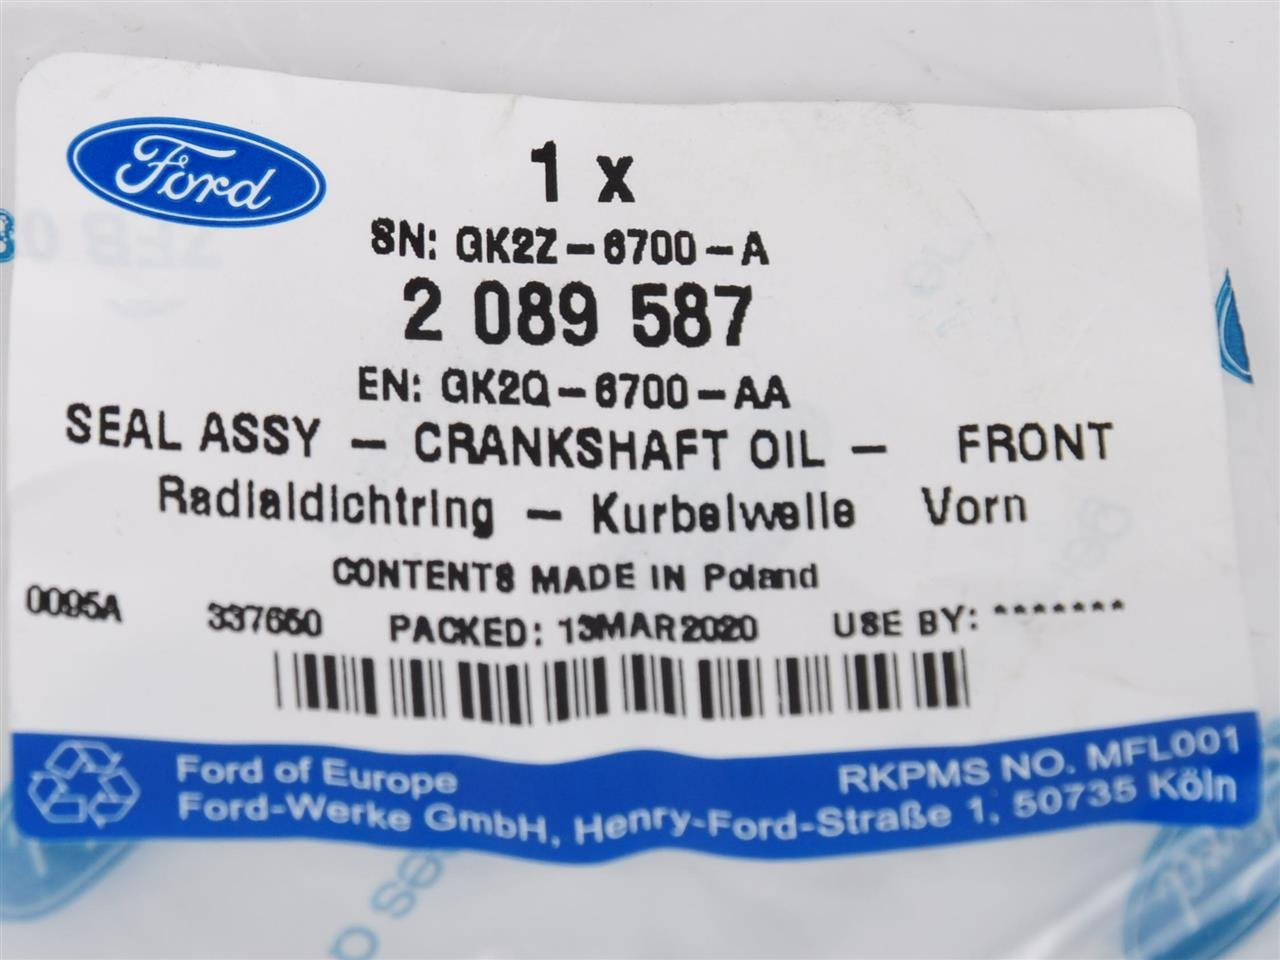 Ford
1 x
SN: GK2Z-6700-A
2 089 587
EN: GK2Q-6700-AA
SEAL ASSY - CRANKSHAFT OIL - FRONT
Radialdichtring - Kurbelwelle Vorn
CONTENTS MADE IN Poland
0095A 337650 PACKED: 13MAR2020 USE BY: *******
Ford of Europe RKPMS NO. MFL001
Ford-Werke GmbH, Henry-Ford-Straße 1, 50735 Köln